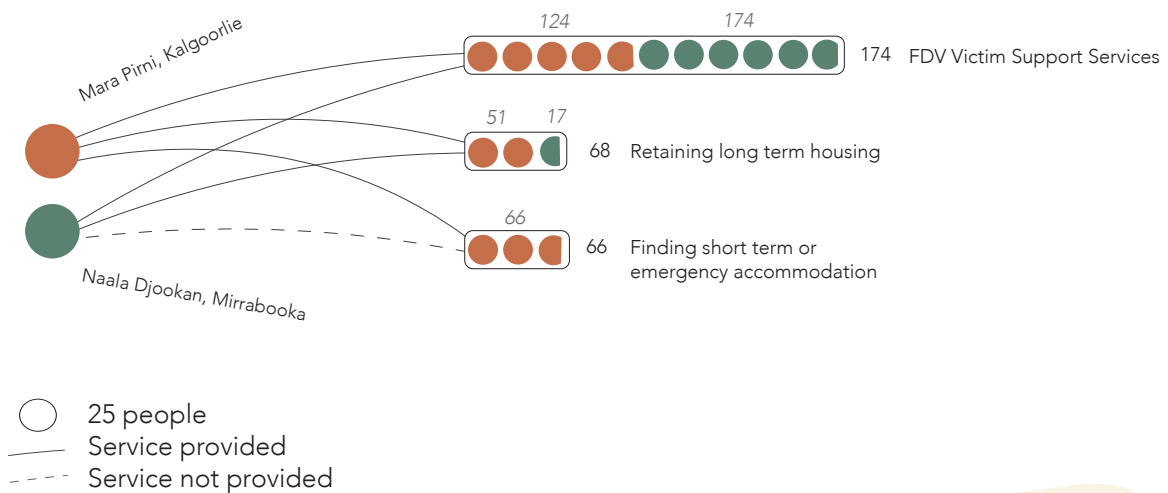 Mara Pirni, Kalgoorlie
124
174
174 FDV Victim Support Services
51
17
68 Retaining long term housing
66
66 Finding short term or
emergency accommodation
Naala Djookan, Mirrabooka
25 people
Service provided
Service not provided